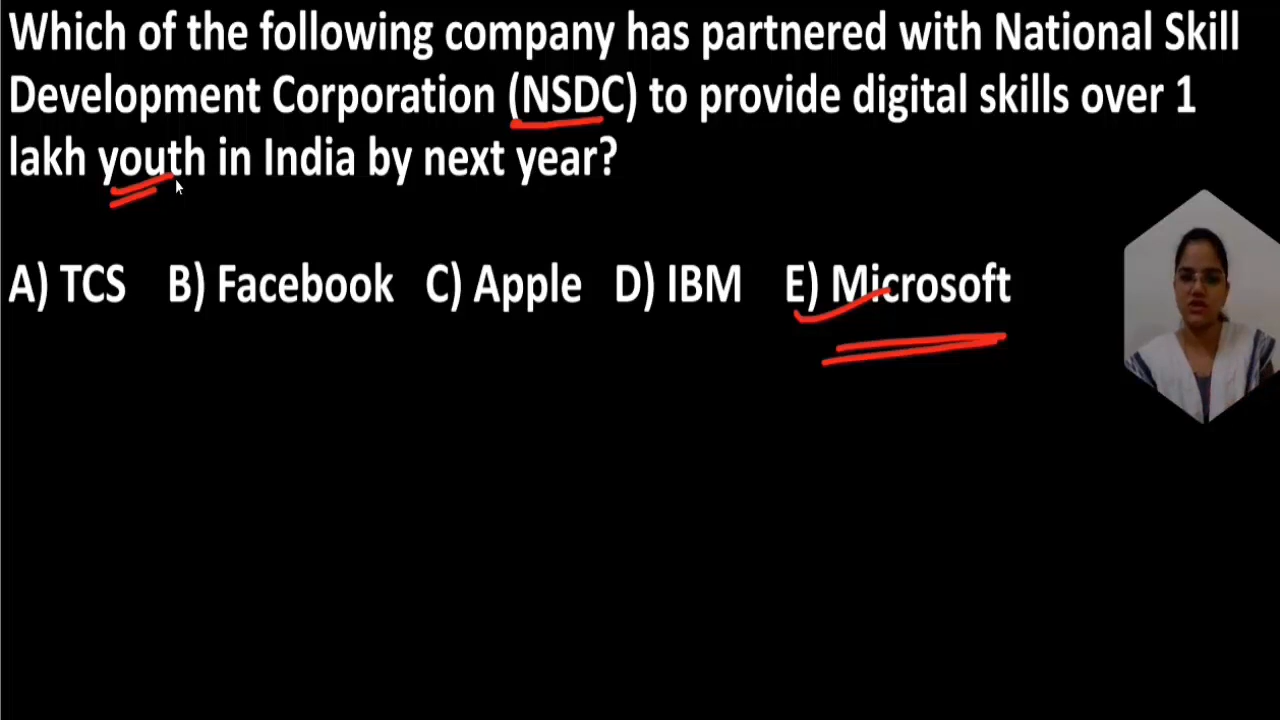 Which of the following company has partnered with National Skill
Development Corporation (NSDC) to provide digital skills over 1
lakh youth in India by next year?
A) TCS B) Facebook C) Apple D) IBM E) Microsoft